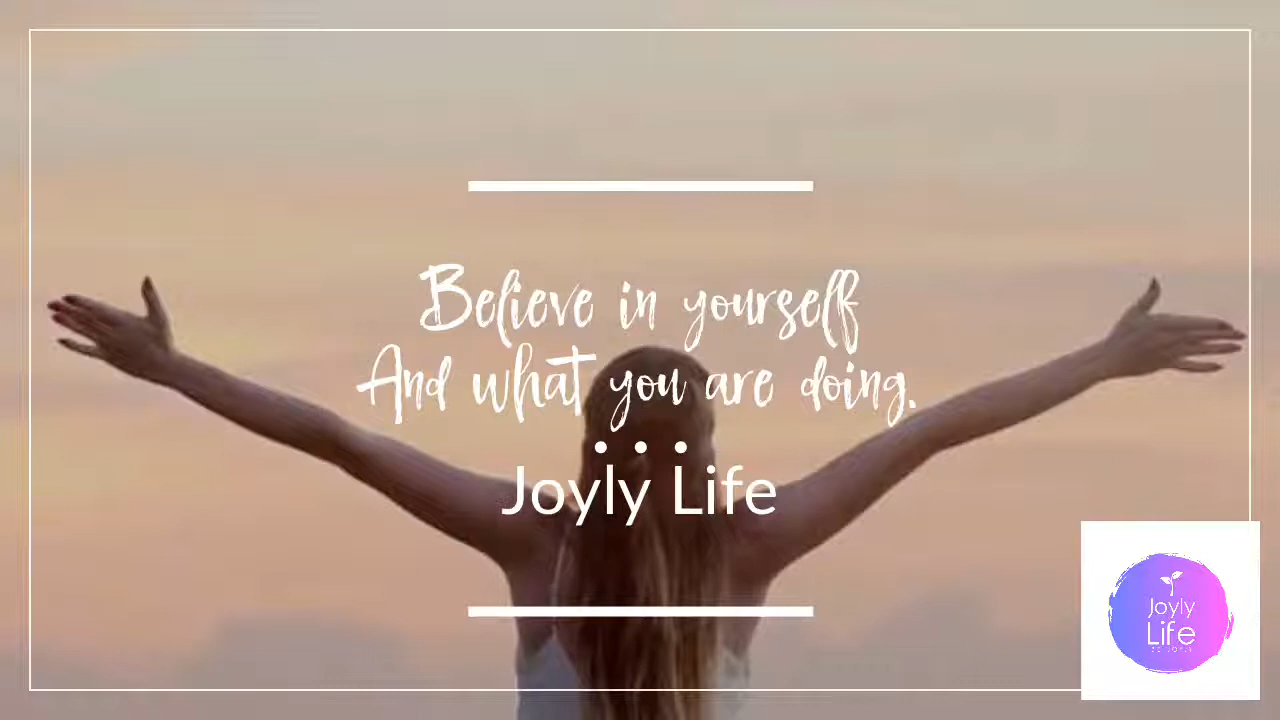 Believe in yourself
And what you are doing.
• • •
Joyly Life
Joyly
Life